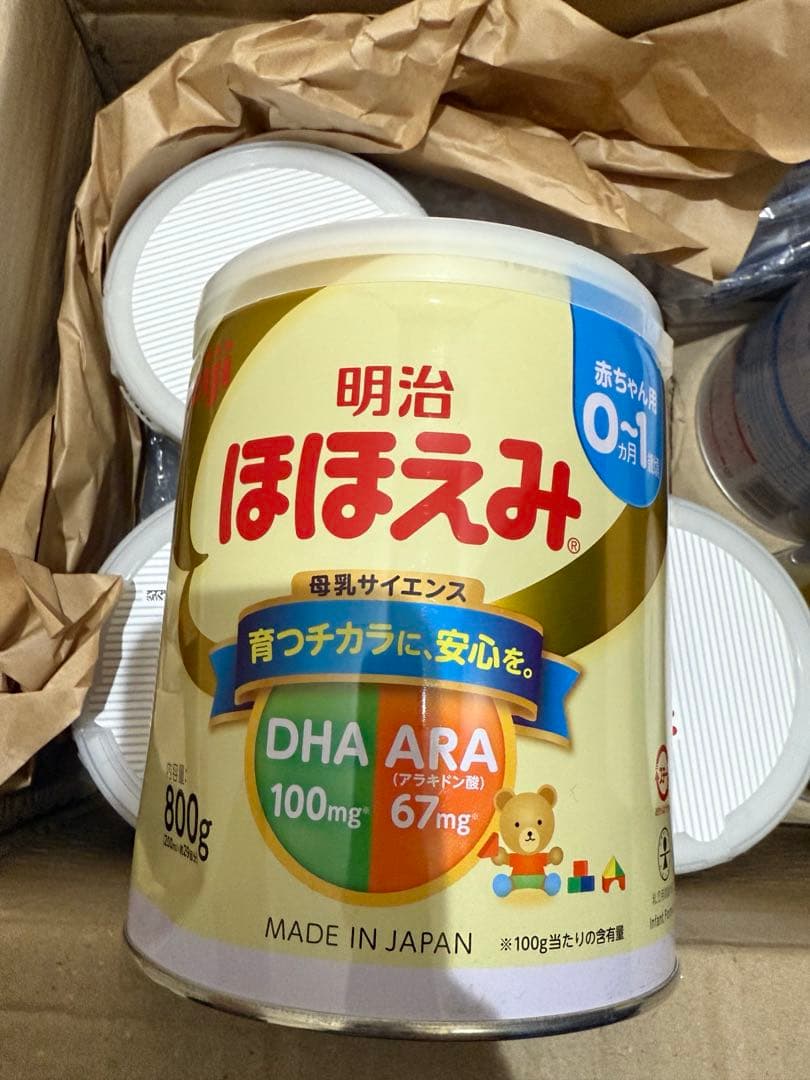 明治
ほほえみ®
赤ちゃん用
0~1
カ月
歳頃
母乳サイエンス
育つチカラに、安心を。
DHA
100mg※
ARA
(アラキドン酸)
67mg※
内容量:
800g
MADE IN JAPAN
※100g当たりの含有量